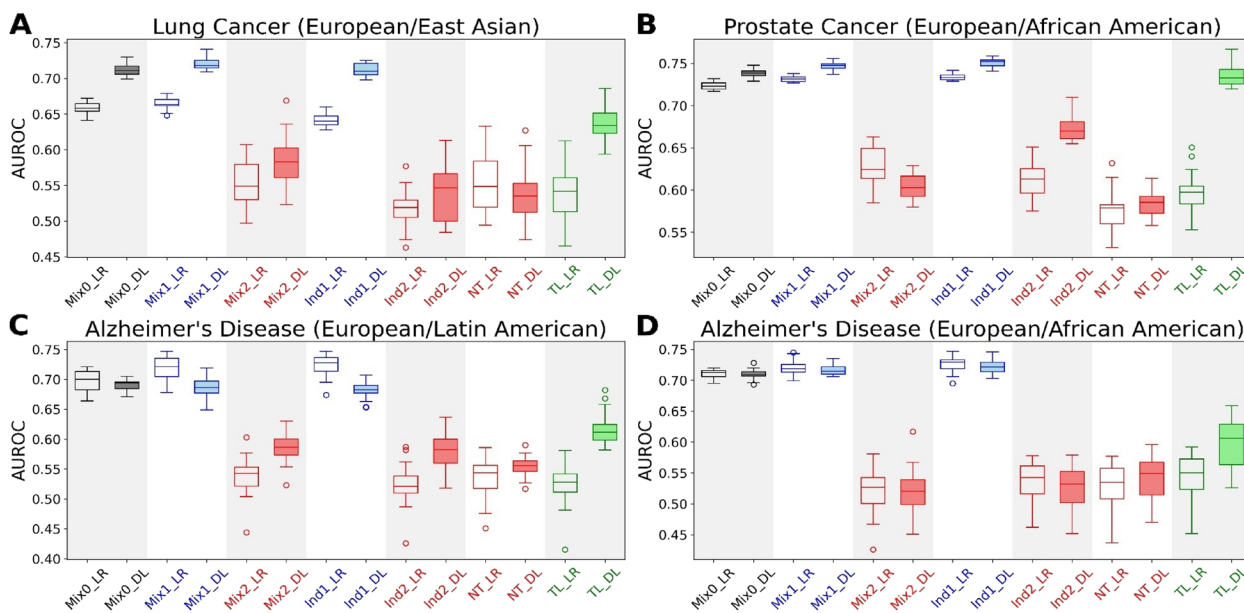 A Lung Cancer (European/East Asian)
AUROC
0.75
0.70
0.65
0.60
0.55
0.50
0.45
Mix0_LR Mix0_DL Mix1_LR Mix1_DL Mix2_LR Mix2_DL Ind1_LR Ind1_DL Ind2_LR Ind2_DL NT_LR NT_DL TL_LR TL_DL
B Prostate Cancer (European/African American)
AUROC
0.75
0.70
0.65
0.60
0.55
Mix0_LR Mix0_DL Mix1_LR Mix1_DL Mix2_LR Mix2_DL Ind1_LR Ind1_DL Ind2_LR Ind2_DL NT_LR NT_DL TL_LR TL_DL
C Alzheimer's Disease (European/Latin American)
AUROC
0.75
0.70
0.65
0.60
0.55
0.50
0.45
0.40
Mix0_LR Mix0_DL Mix1_LR Mix1_DL Mix2_LR Mix2_DL Ind1_LR Ind1_DL Ind2_LR Ind2_DL NT_LR NT_DL TL_LR TL_DL
D Alzheimer's Disease (European/African American)
AUROC
0.75
0.70
0.65
0.60
0.55
0.50
0.45
Mix0_LR Mix0_DL Mix1_LR Mix1_DL Mix2_LR Mix2_DL Ind1_LR Ind1_DL Ind2_LR Ind2_DL NT_LR NT_DL TL_LR TL_DL